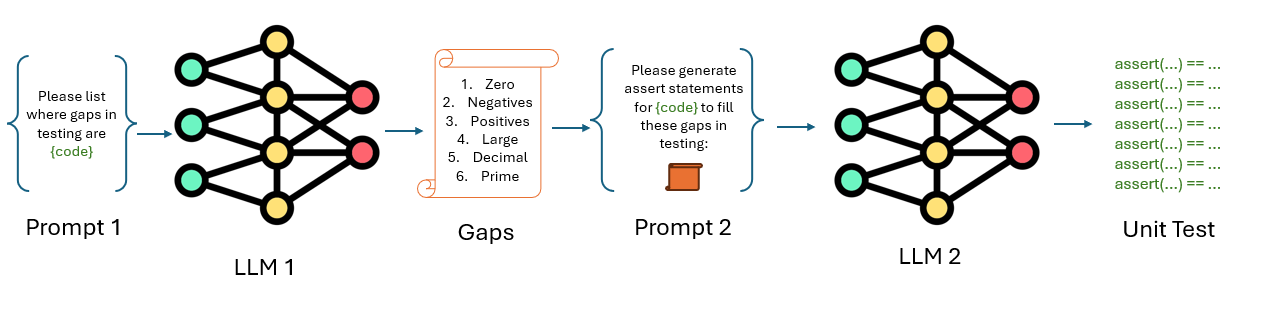 Please list
where gaps in
testing are
{code}
Prompt 1
LLM 1
1. Zero
2. Negatives
3. Positives
4. Large
5. Decimal
6. Prime
Gaps
Please generate
assert statements
for {code} to fill
these gaps in
testing:
Prompt 2
LLM 2
assert(...) == ...
assert(...) == ...
assert(...) == ...
assert(...) == ...
assert(...) == ...
assert(...) == ...
assert(...) == ...
Unit Test